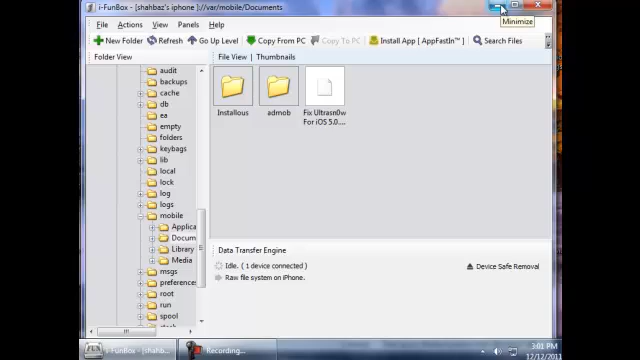 i-FunBox - [shahbaz's iphone ://var/mobile/Documents
Minimize
File Actions View Panels Help
New Folder Refresh Go Up Level Copy From PC Copy To PC Install App [ AppFastIn™ ] Search Files
Folder View
File View Thumbnails
audit
backups
cache
db
ea
empty
folders
keybags
lib
local
lock
log
logs
mobile
Applica
Docum
Library
Media
msgs
preference
root
run
spool
Installous
admob
Fix Ultrasn0w
For iOS 5.0....
Data Transfer Engine
Idle. ( 1 device connected )
Device Safe Removal
Raw file system on iPhone.
i-FunBox - [shahb...
Recording...
3:01 PM
12/12/2011